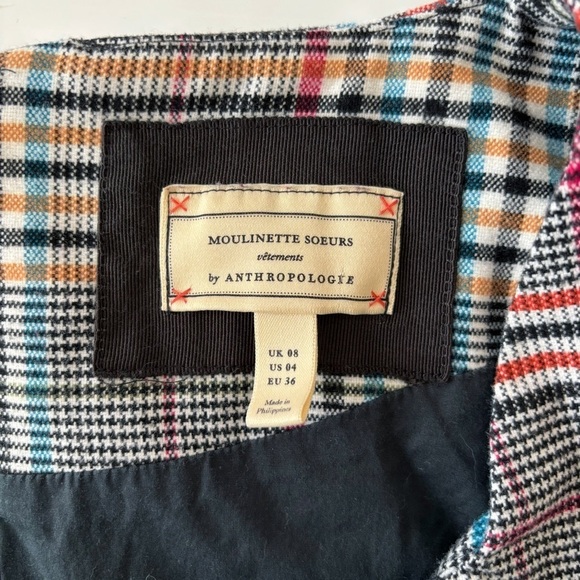 MOULINETTE SOEURS
vêtements
by ANTHROPOLOGIE
UK 08
US 04
EU 36
Made in
Philippines